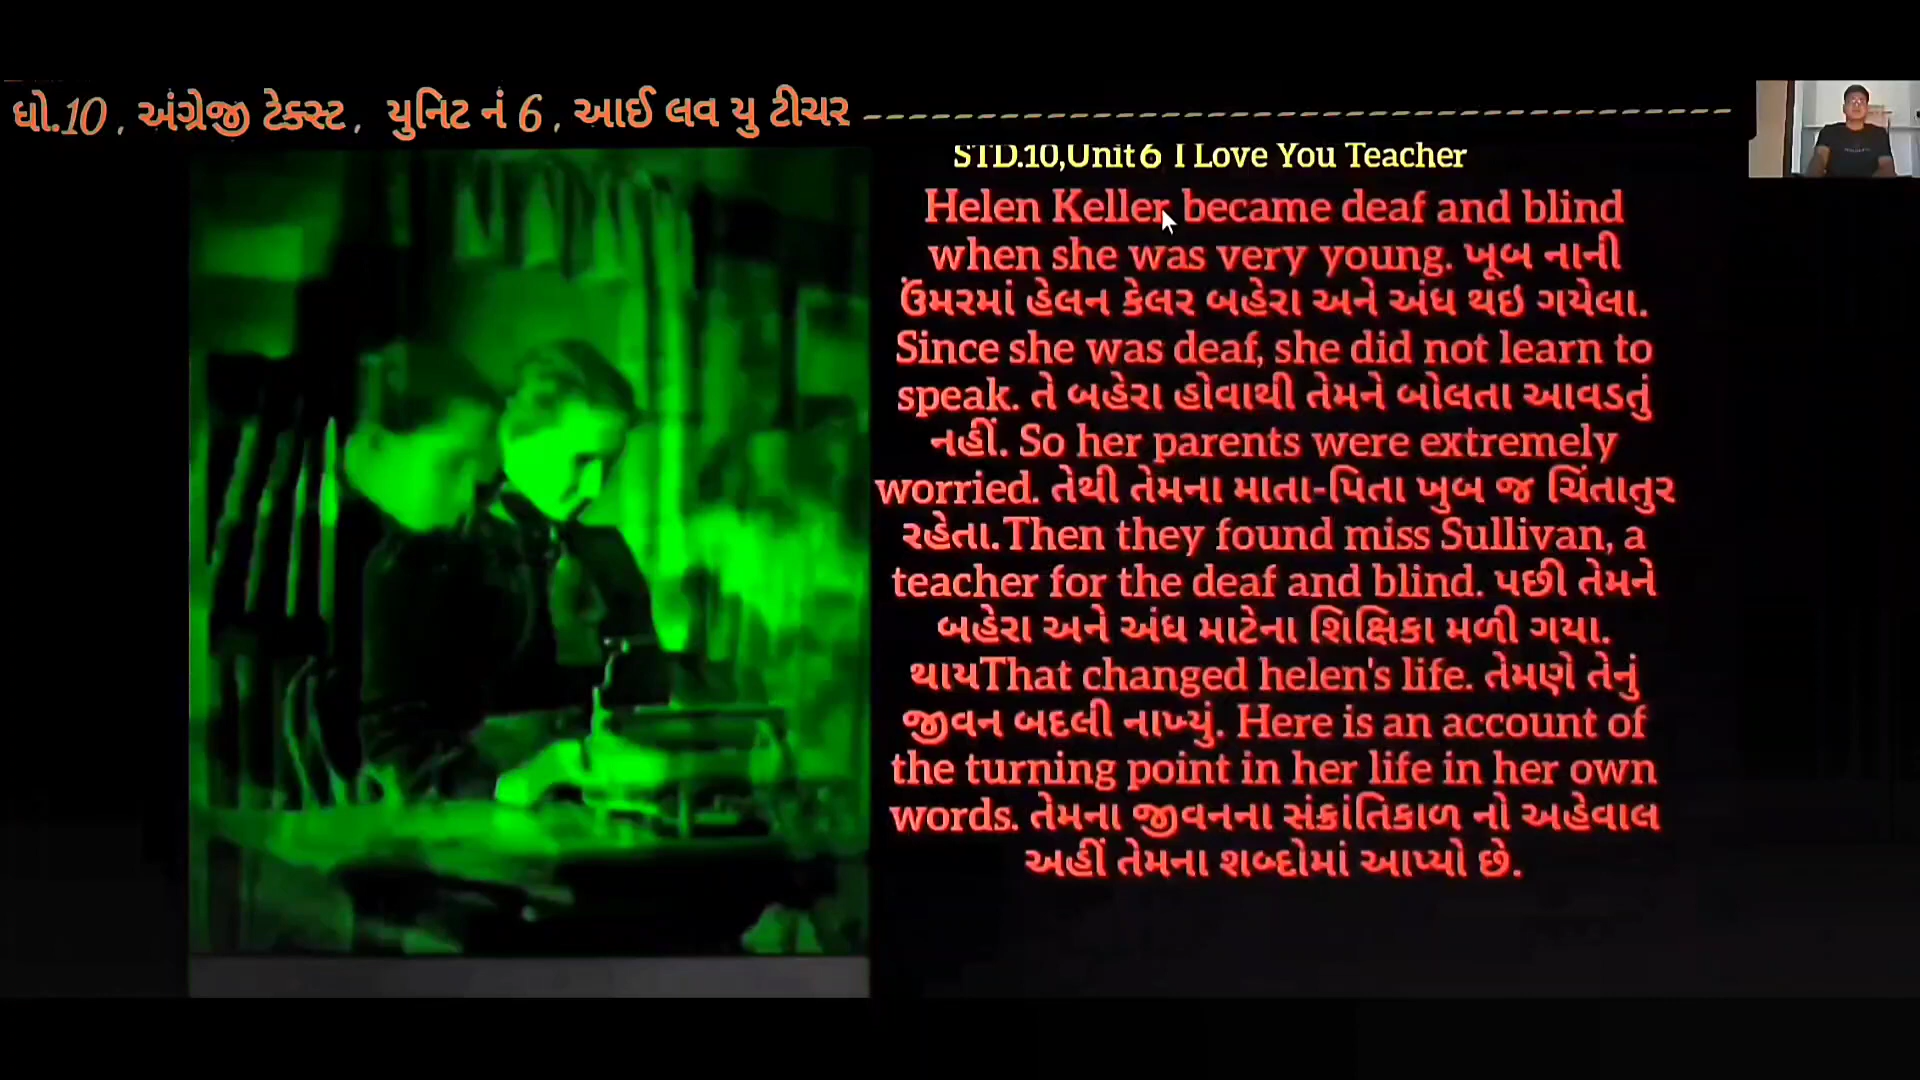 ધો.10 , અંગ્રેજી ટેક્સ્ટ, યુનિટ નં 6 , આઈ લવ યુ ટીચર
STD.10,Unit 6 I Love You Teacher
Helen Keller became deaf and blind
when she was very young. ખૂબ નાની
ઉંમરમાં હેલન કેલર બહેરા અને અંધ થઇ ગયેલા.
Since she was deaf, she did not learn to
speak. તે બહેરા હોવાથી તેમને બોલતા આવડતું
નહીં. So her parents were extremely
worried. તેથી તેમના માતા-પિતા ખુબ જ ચિંતાતુર
રહેતા.Then they found miss Sullivan, a
teacher for the deaf and blind. પછી તેમને
બહેરા અને અંધ માટેના શિક્ષિકા મળી ગયા.
થાયThat changed helen's life. તેમણે તેનું
જીવન બદલી નાખ્યું. Here is an account of
the turning point in her life in her own
words. તેમના જીવનના સંક્રાંતિકાળ નો અહેવાલ
અહીં તેમના શબ્દોમાં આપ્યો છે.